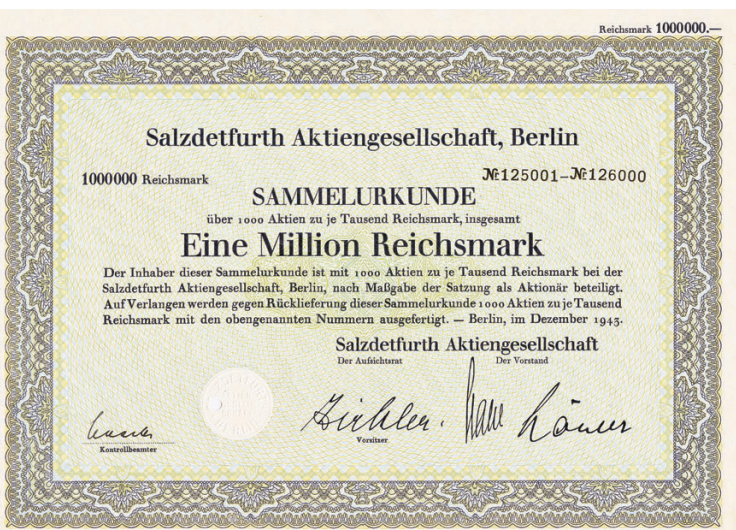 Reichsmark 1000000.—
Salzdetfurth Aktiengesellschaft, Berlin
1000000 Reichsmark
№125001–№126000
SAMMELURKUNDE
über 1000 Aktien zu je Tausend Reichsmark, insgesamt
Eine Million Reichsmark
Der Inhaber dieser Sammelurkunde ist mit 1000 Aktien zu je Tausend Reichsmark bei der
Salzdetfurth Aktiengesellschaft, Berlin, nach Maßgabe der Satzung als Aktionär beteiligt.
Auf Verlangen werden gegen Rücklieferung dieser Sammelurkunde 1000 Aktien zu je Tausend
Reichsmark mit den obengenannten Nummern ausgefertigt. — Berlin, im Dezember 1943.
Salzdetfurth Aktiengesellschaft
Der Aufsichtsrat Der Vorstand
Vorsitzer
Kontrollbeamter